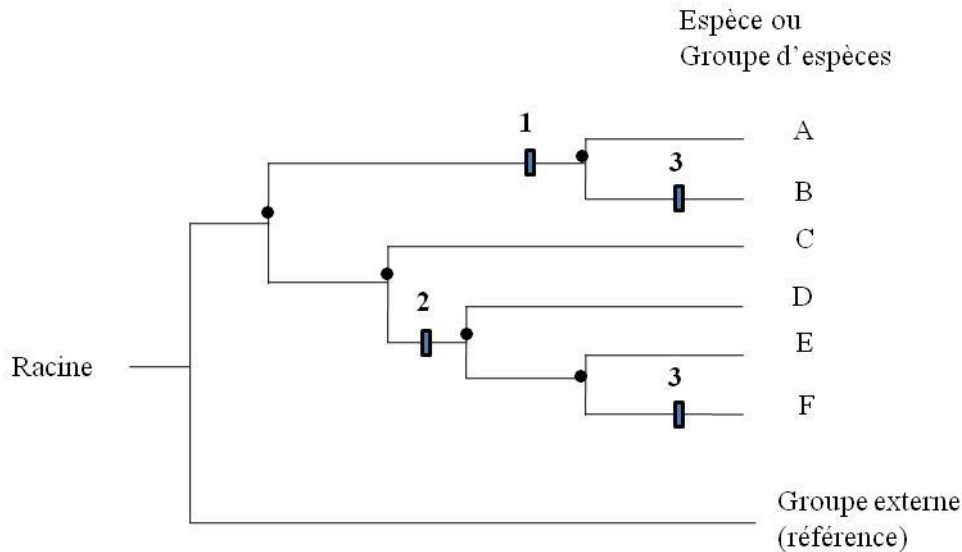 Espèce ou
Groupe d'espèces
1
A
3
B
C
2
D
E
Racine
3
F
Groupe externe
(référence)